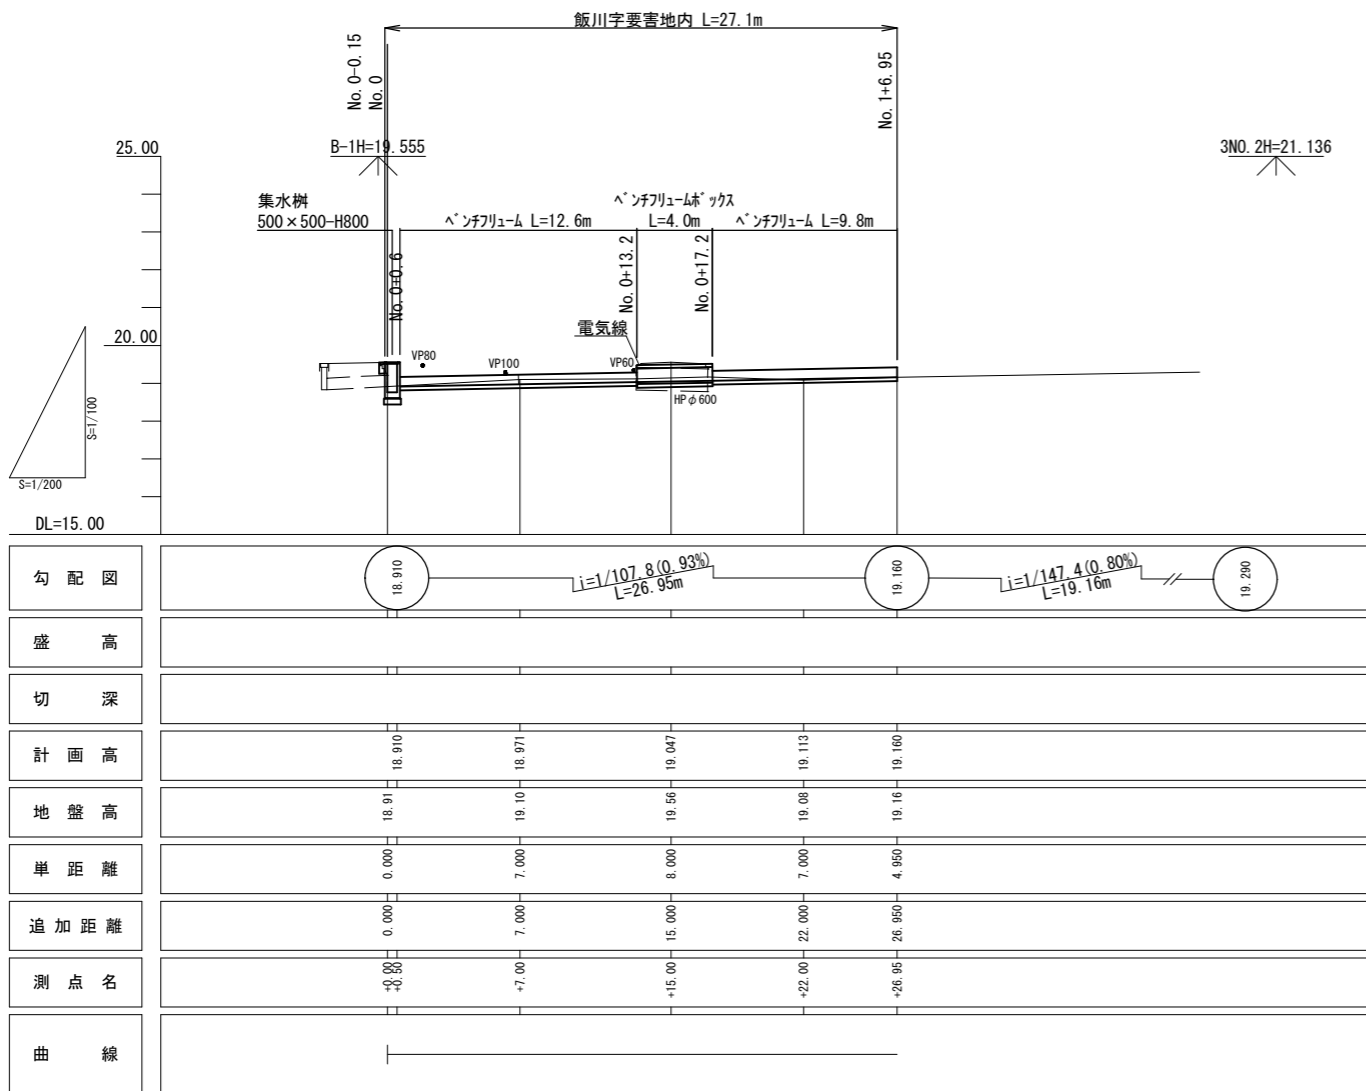 飯川字要害地内 L=27.1m
No.0-0.15
No.0
No.1+6.95
25.00
B-1H=19.555
3NO.2H=21.136
集水桝
500×500-H800
ﾍﾞﾝﾁﾌﾘｭｰﾑ L=12.6m
ﾍﾞﾝﾁﾌﾘｭｰﾑﾎﾞｯｸｽ
L=4.0m
ﾍﾞﾝﾁﾌﾘｭｰﾑ L=9.8m
No.0+0.6
No.0+13.2
No.0+17.2
20.00
電気線
VP80
VP100
VP60
HPφ600
S=1/100
S=1/200
DL=15.00
勾配図
18.910
i=1/107.8(0.93%)
L=26.95m
19.160
i=1/147.4(0.80%)
L=19.16m
19.290
盛高
切深
計画高
18.910
18.971
19.047
19.113
19.160
地盤高
18.91
19.10
19.56
19.08
19.16
単距離
0.000
7.000
8.000
7.000
4.950
追加距離
0.000
7.000
15.000
22.000
26.950
測点名
+0.00
+0.50
+7.00
+15.00
+22.00
+26.95
曲線